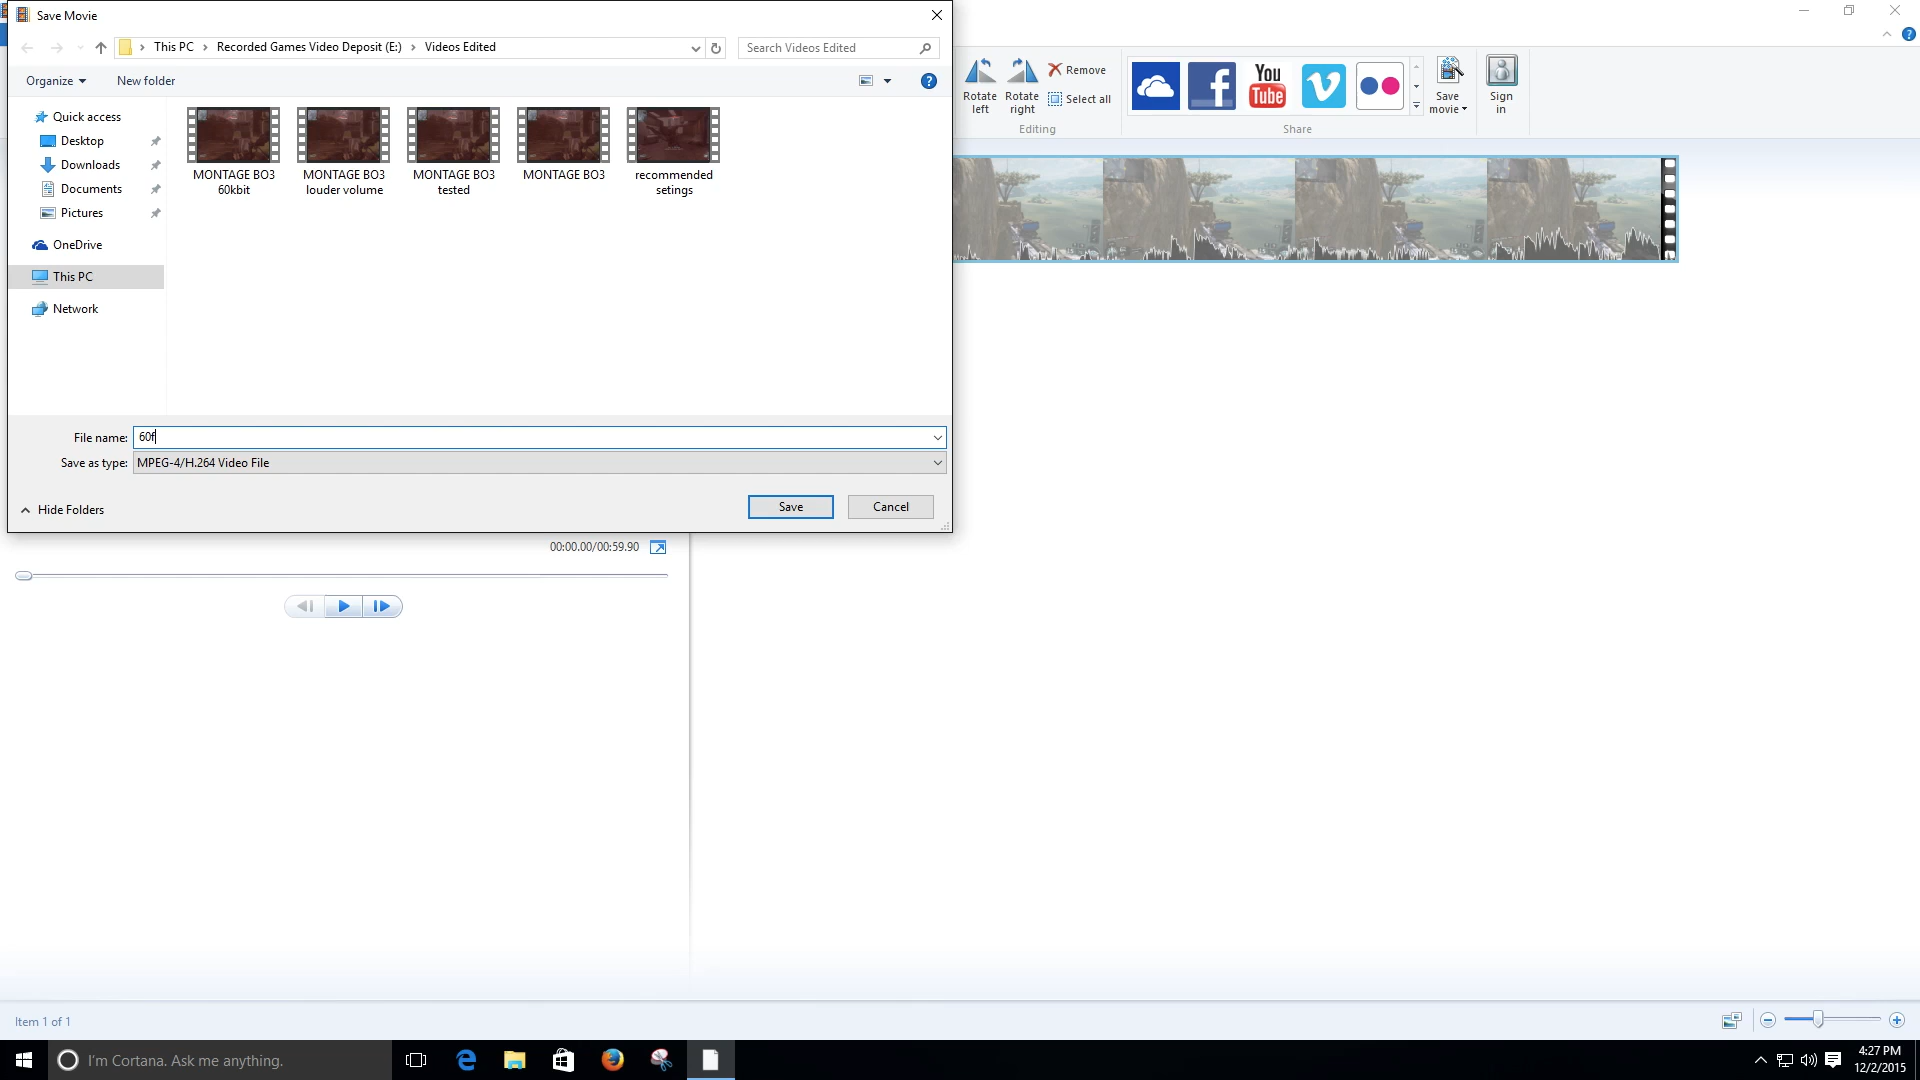 Save Movie
This PC
Recorded Games Video Deposit (E:)
Videos Edited
Search Videos Edited
Organize
New folder
Quick access
Desktop
Downloads
Documents
Pictures
OneDrive
This PC
Network
MONTAGE BO3
60kbit
MONTAGE BO3
louder volume
MONTAGE BO3
tested
MONTAGE BO3
recommended
setings
File name:
60f
Save as type:
MPEG-4/H.264 Video File
Hide Folders
Save
Cancel
Rotate
left
Rotate
right
Remove
Select all
Editing
You
Tube
Share
Save
movie
Sign
in
00:00.00/00:59.90
Item 1 of 1
I'm Cortana. Ask me anything.
4:27 PM
12/2/2015